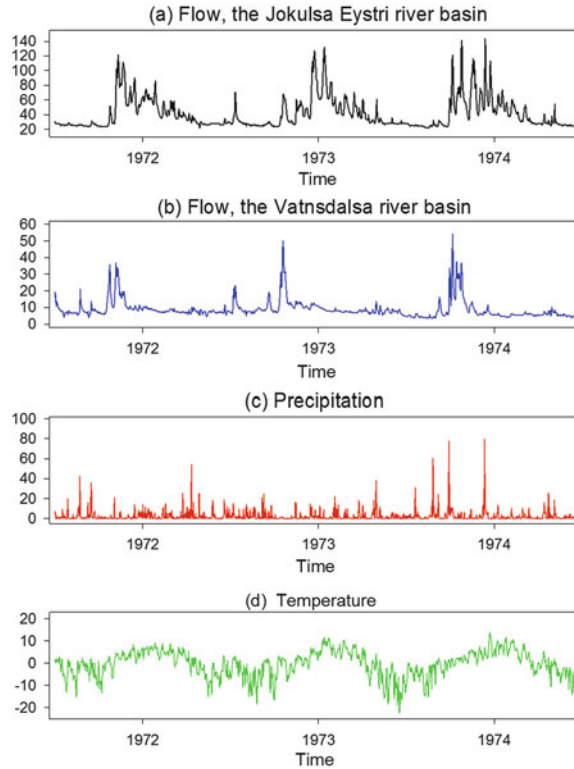 (a) Flow, the Jokulsa Eystri river basin
140
120
100
80
60
40
20
1972 1973 1974
Time
(b) Flow, the Vatnsdalsa river basin
60
50
40
30
20
10
0
1972 1973 1974
Time
(c) Precipitation
100
80
60
40
20
0
1972 1973 1974
Time
(d) Temperature
20
10
0
-10
-20
1972 1973 1974
Time